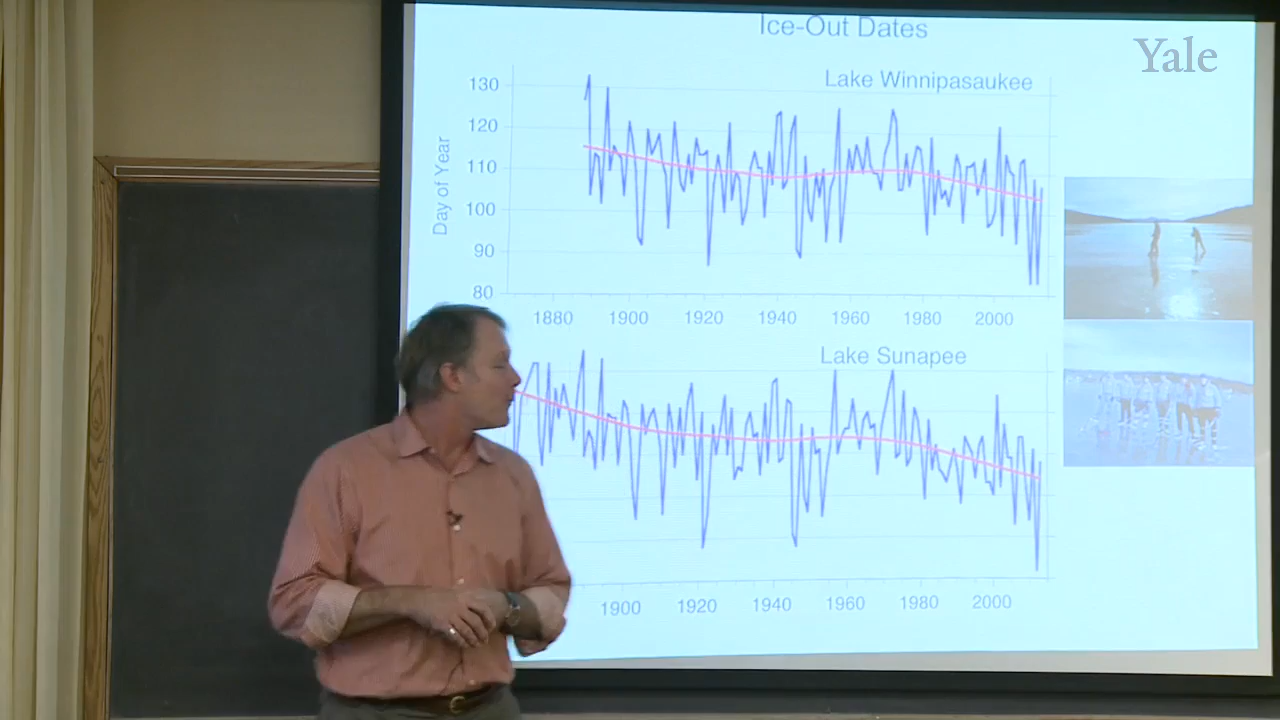 Ice-Out Dates
Yale
Lake Winnipasaukee
130
120
110
100
90
80
Day of Year
1880 1900 1920 1940 1960 1980 2000
Lake Sunapee
1900 1920 1940 1960 1980 2000